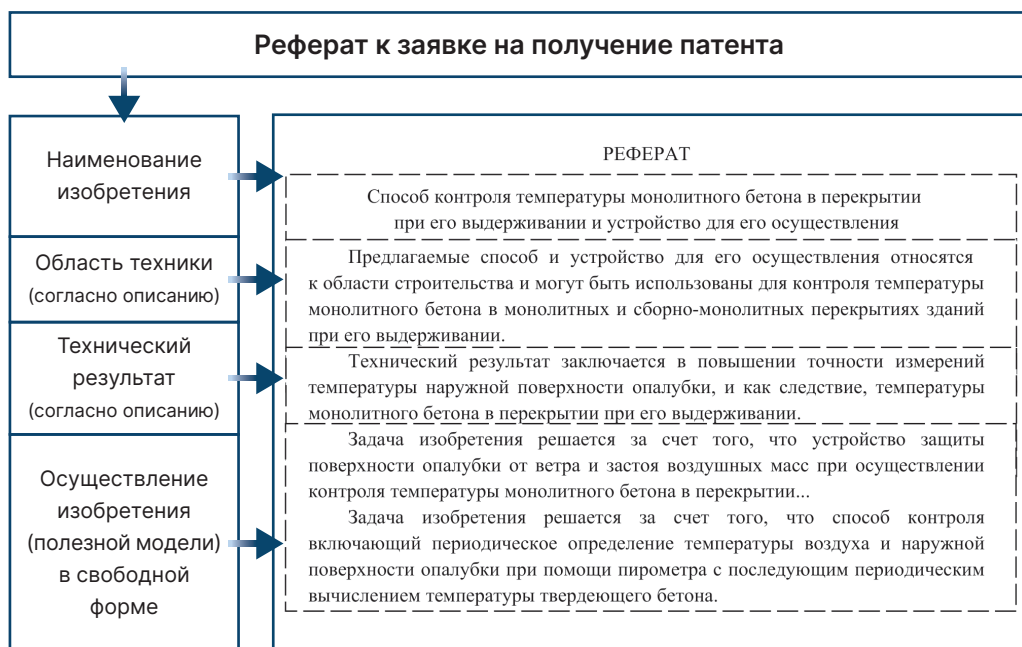 Реферат к заявке на получение патента
Наименование
изобретения
Область техники
(согласно описанию)
Технический
результат
(согласно описанию)
Осуществление
изобретения
(полезной модели)
в свободной
форме
РЕФЕРАТ
Способ контроля температуры монолитного бетона в перекрытии
при его выдерживании и устройство для его осуществления
Предлагаемые способ и устройство для его осуществления относятся
к области строительства и могут быть использованы для контроля температуры
монолитного бетона в монолитных и сборно-монолитных перекрытиях зданий
при его выдерживании.
Технический результат заключается в повышении точности измерений
температуры наружной поверхности опалубки, и как следствие, температуры
монолитного бетона в перекрытии при его выдерживании.
Задача изобретения решается за счет того, что устройство защиты
поверхности опалубки от ветра и застоя воздушных масс при осуществлении
контроля температуры монолитного бетона в перекрытии...
Задача изобретения решается за счет того, что способ контроля
включающий периодическое определение температуры воздуха и наружной
поверхности опалубки при помощи пирометра с последующим периодическим
вычислением температуры твердеющего бетона.